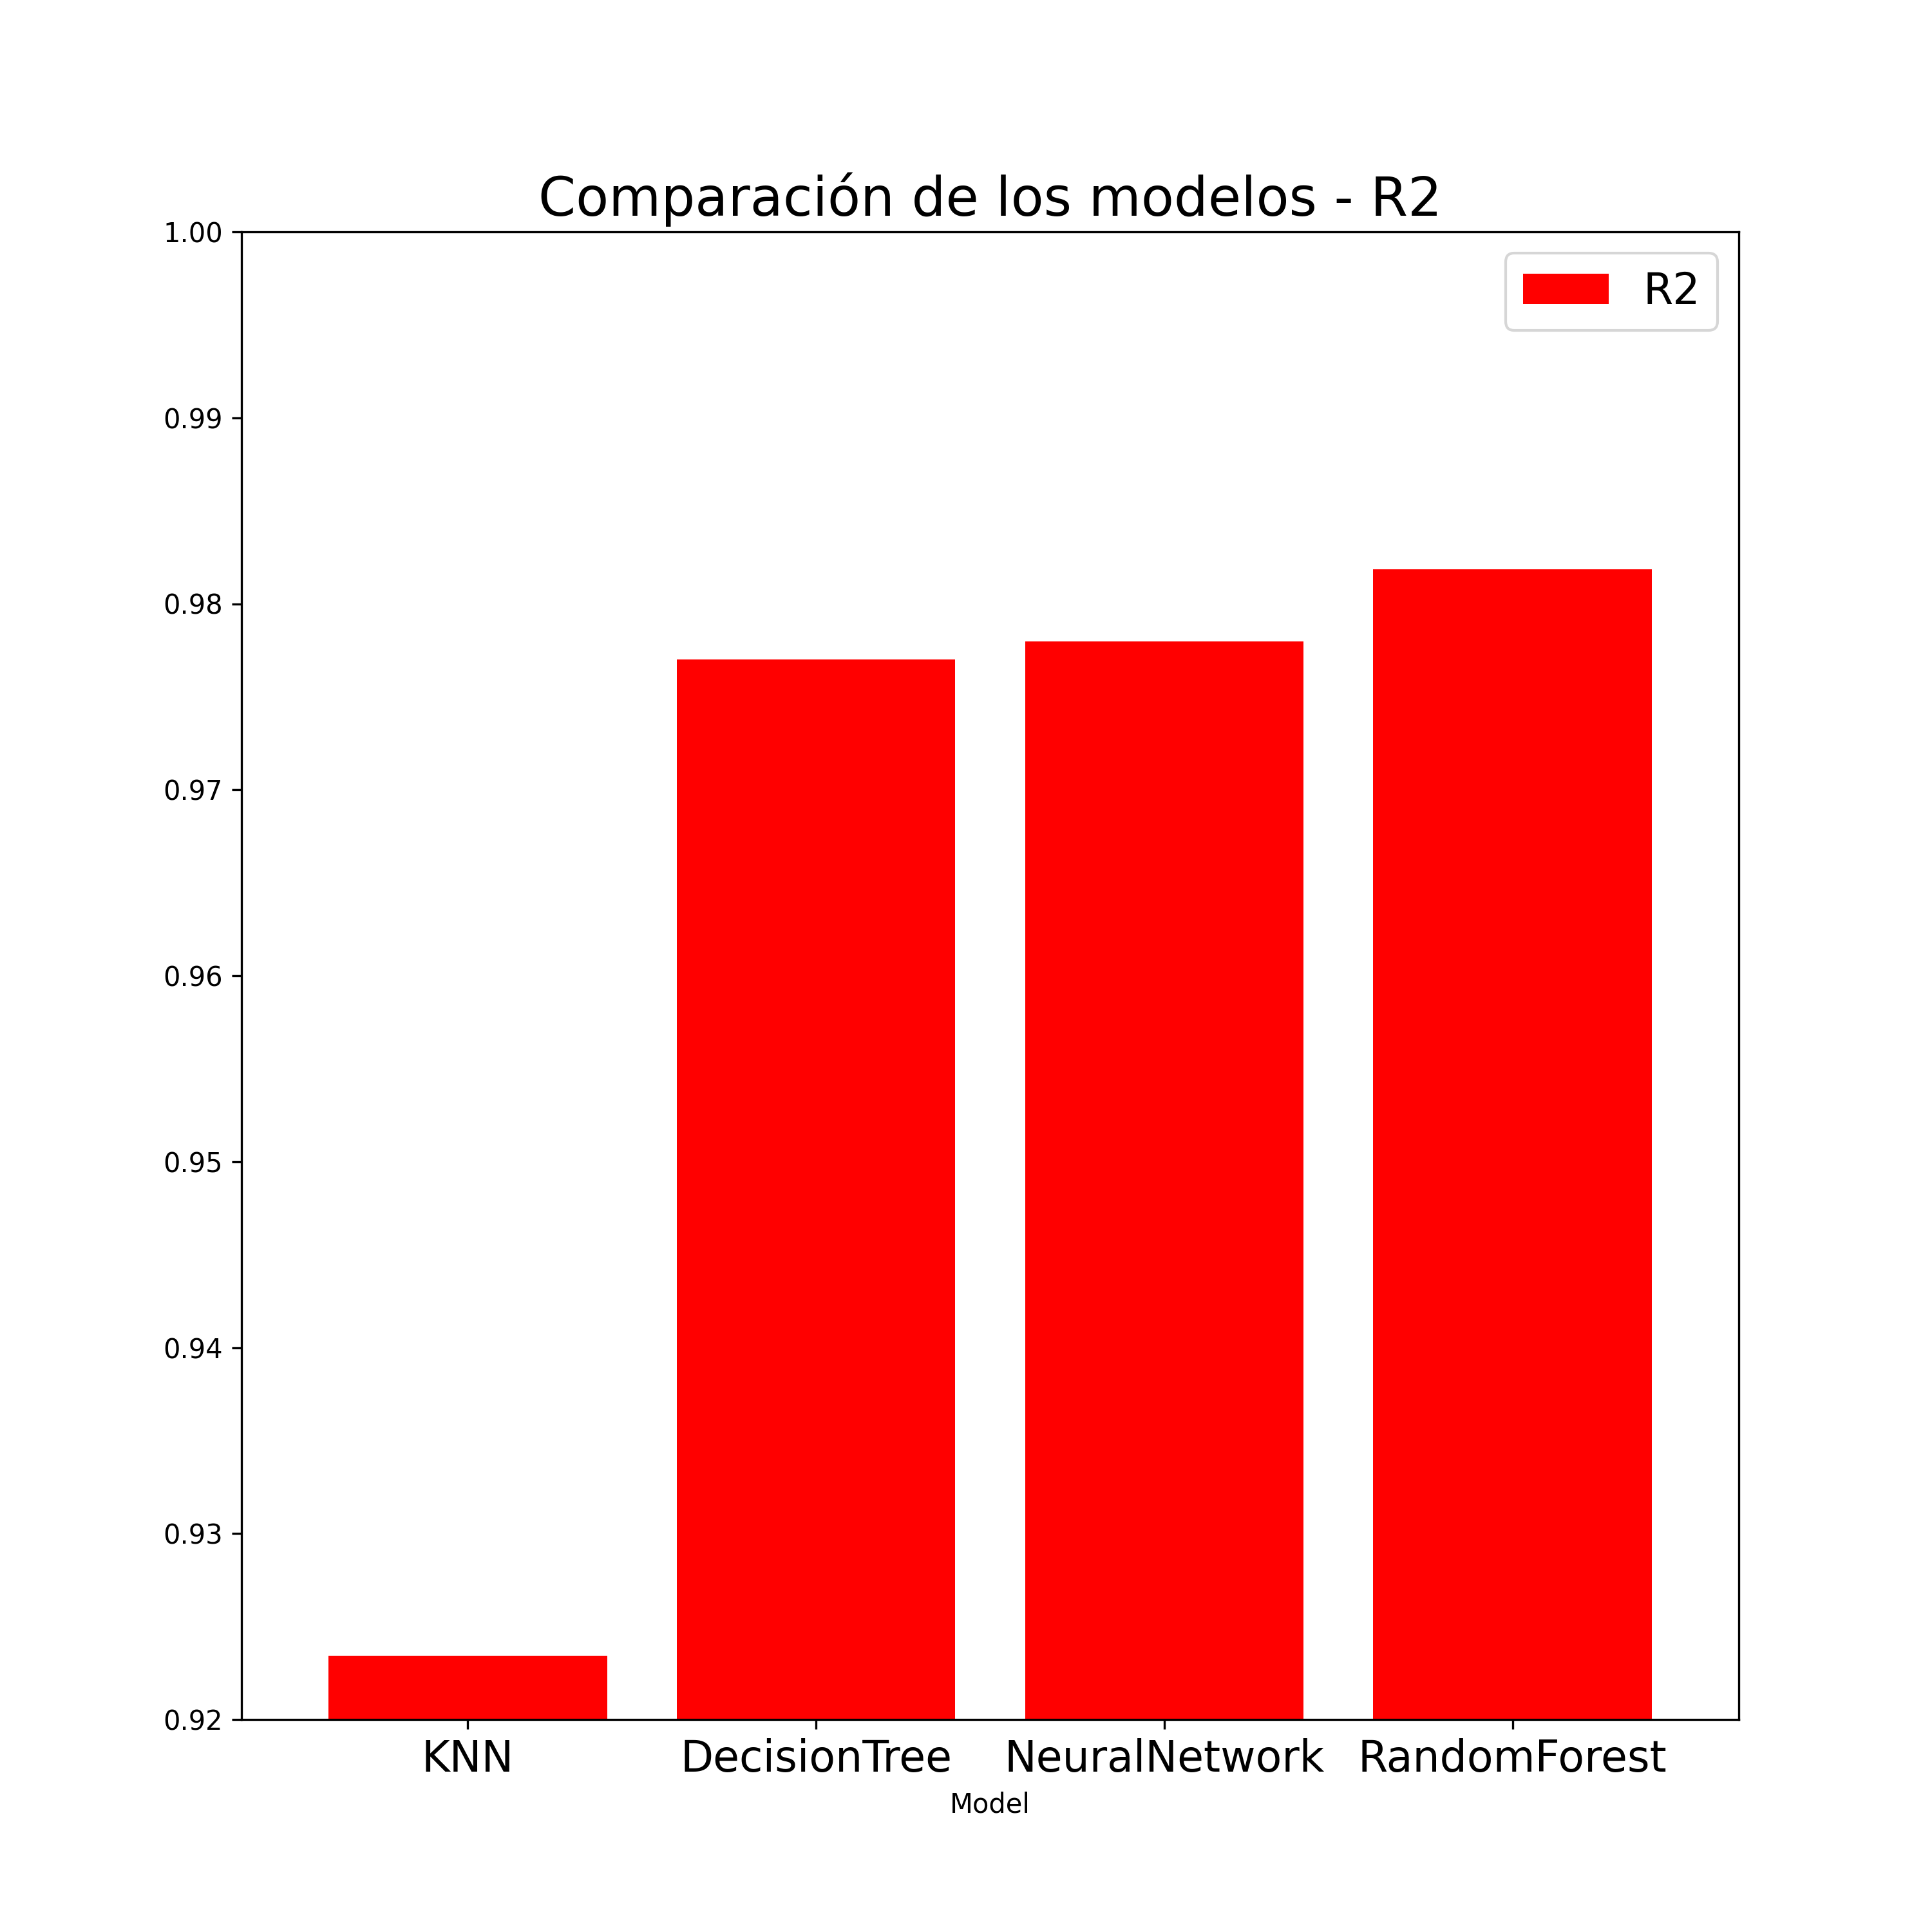 Comparación de los modelos - R2
R2
1.00
0.99
0.98
0.97
0.96
0.95
0.94
0.93
0.92
KNN DecisionTree NeuralNetwork RandomForest
Model